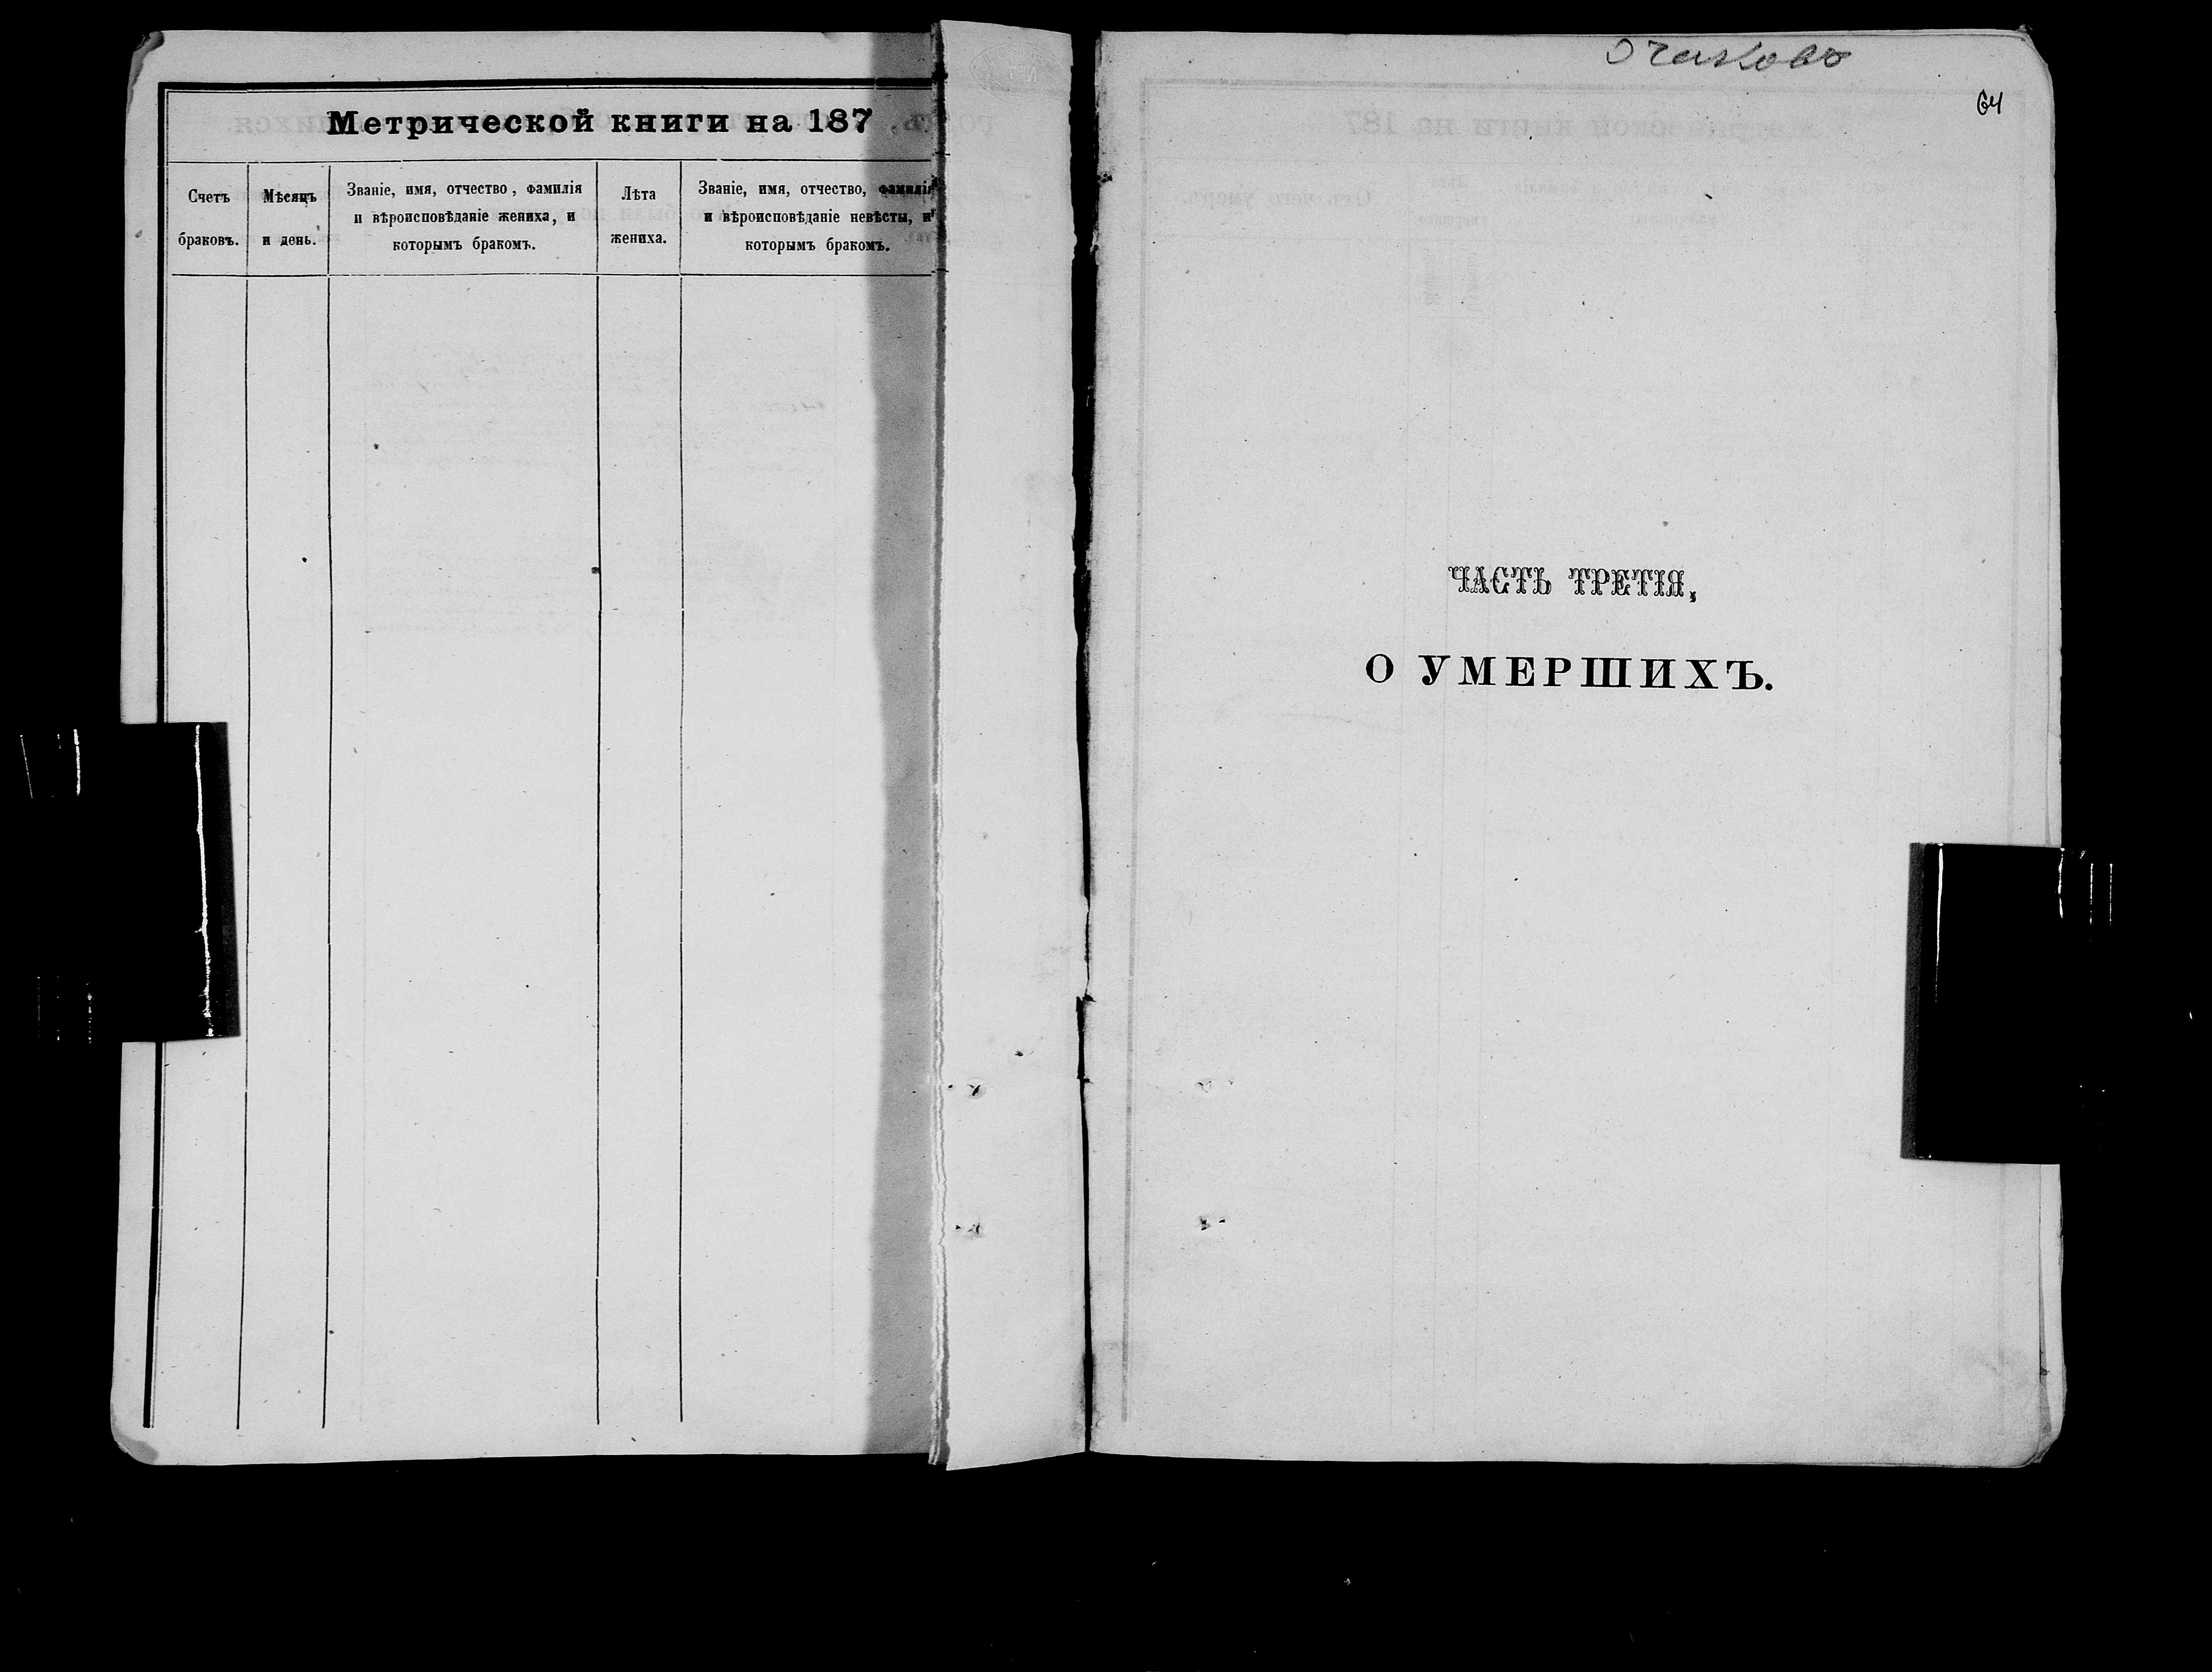 Метрической книги на 187
Счетъ
браковъ.
Мѣсяцъ
и день.
Званіе, имя, отчество, фамилія
и вѣроисповѣданіе жениха, и
которымъ бракомъ.
Лѣта
жениха.
Званіе, имя, отчество, фамилія
и вѣроисповѣданіе невѣсты, и
которымъ бракомъ.
Очаковъ
64
ЧАСТЬ ТРЕТІЯ,
О УМЕРШИХЪ.